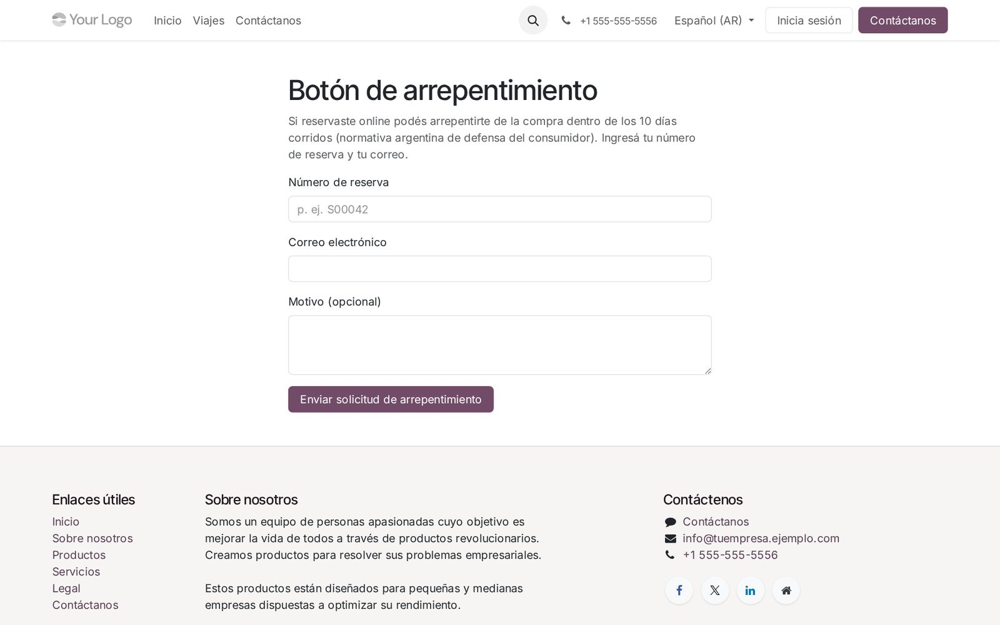 Your Logo
Inicio
Viajes
Contáctanos
+1 555-555-5556
Español (AR)
Inicia sesión
Contáctanos
Botón de arrepentimiento
Si reservaste online podés arrepentirte de la compra dentro de los 10 días
corridos (normativa argentina de defensa del consumidor). Ingresá tu número
de reserva y tu correo.
Número de reserva
p. ej. S00042
Correo electrónico
Motivo (opcional)
Enviar solicitud de arrepentimiento
Enlaces útiles
Inicio
Sobre nosotros
Productos
Servicios
Legal
Contáctanos
Sobre nosotros
Somos un equipo de personas apasionadas cuyo objetivo es
mejorar la vida de todos a través de productos revolucionarios.
Creamos productos para resolver sus problemas empresariales.
Estos productos están diseñados para pequeñas y medianas
empresas dispuestas a optimizar su rendimiento.
Contáctenos
Contáctanos
info@tuempresa.ejemplo.com
+1 555-555-5556